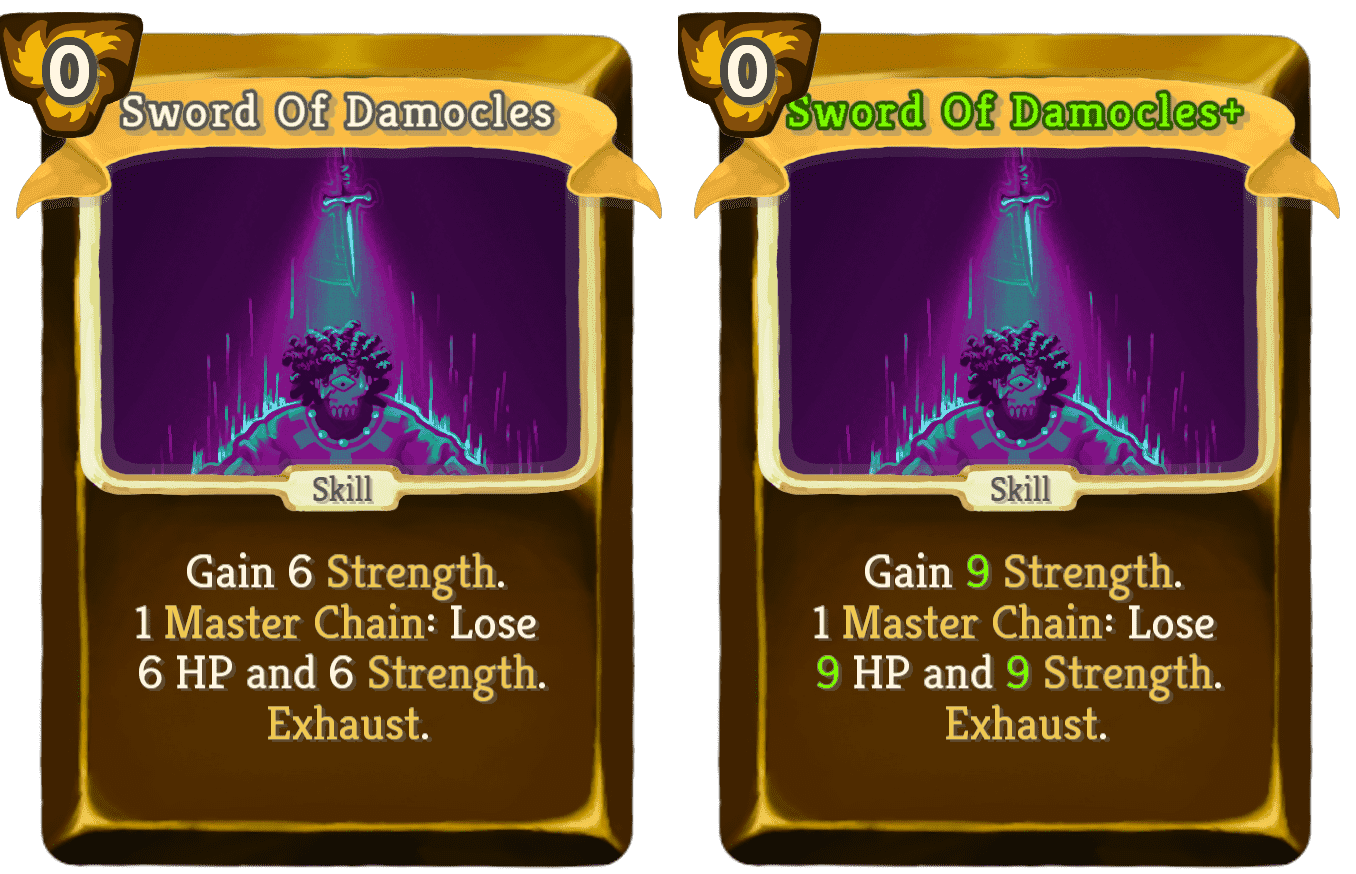 0
Sword Of Damocles
Skill
Gain 6 Strength.
1 Master Chain: Lose
6 HP and 6 Strength.
Exhaust.
0
Sword Of Damocles+
Skill
Gain 9 Strength.
1 Master Chain: Lose
9 HP and 9 Strength.
Exhaust.